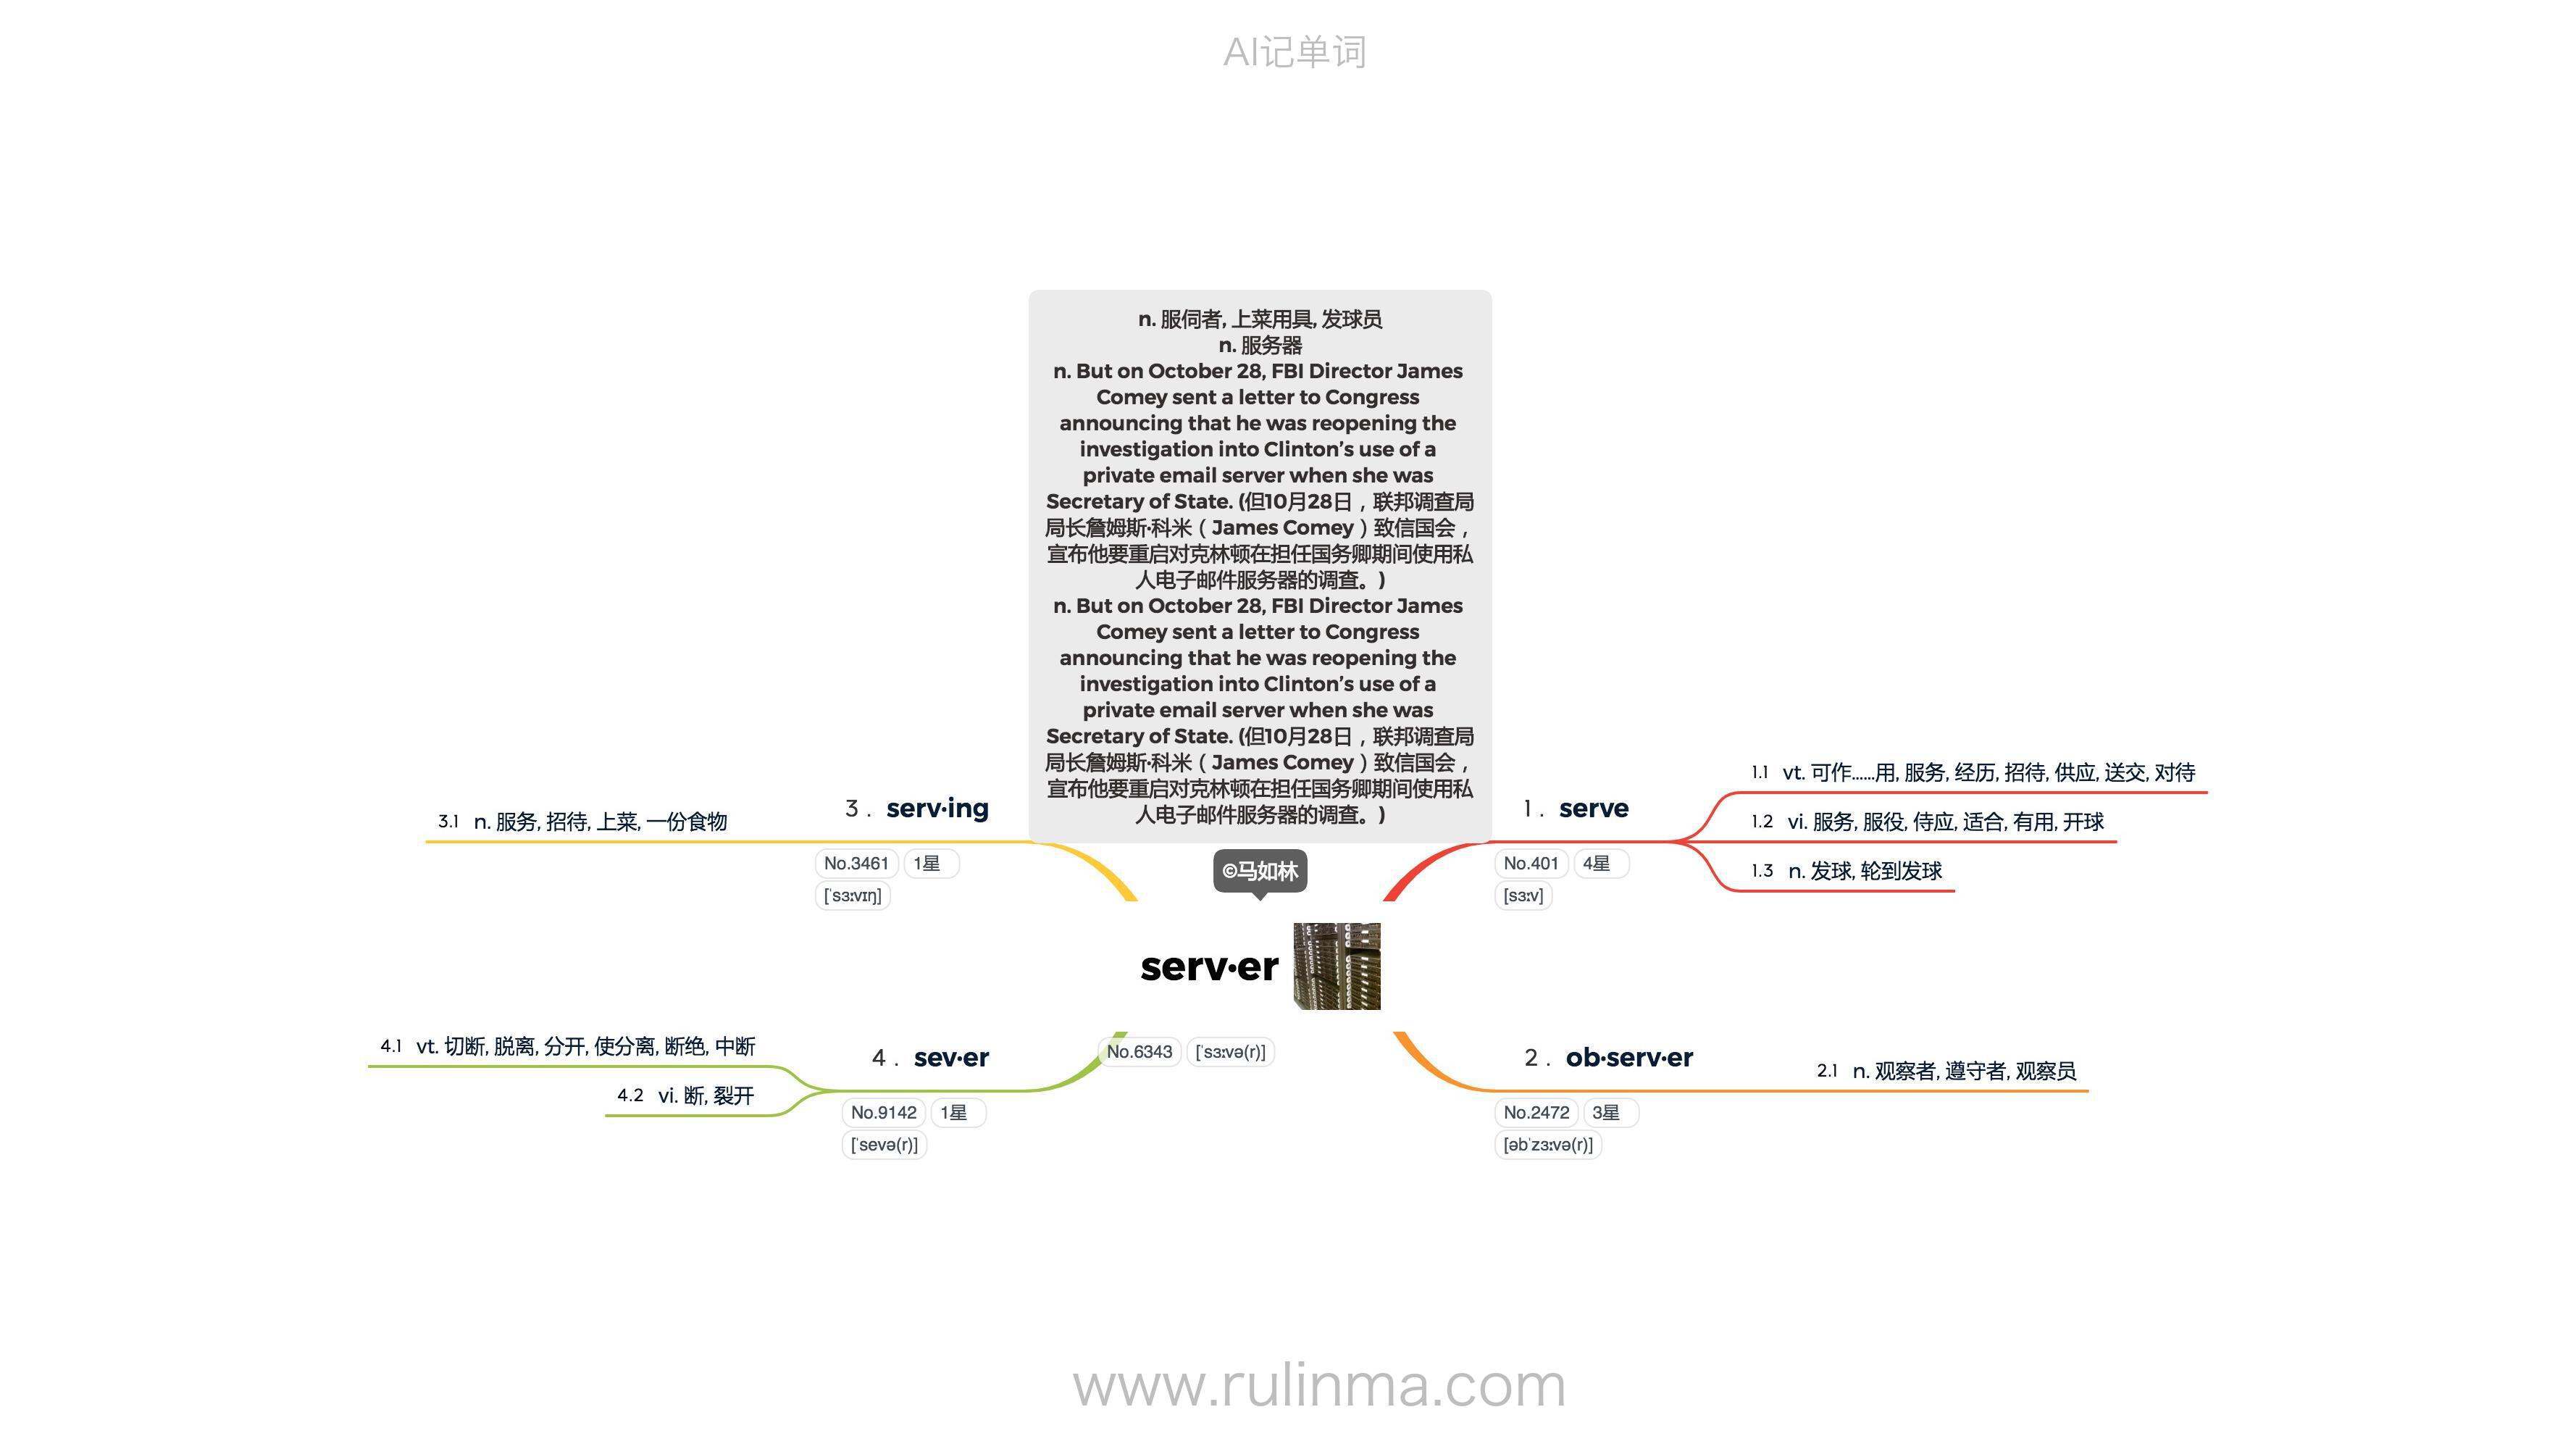 AI记单词
n. 服伺者, 上菜用具, 发球员
n. 服务器
n. But on October 28, FBI Director James
Comey sent a letter to Congress
announcing that he was reopening the
investigation into Clinton’s use of a
private email server when she was
Secretary of State. (但10月28日，联邦调查局
局长詹姆斯·科米（James Comey）致信国会，
宣布他要重启对克林顿在担任国务卿期间使用私
人电子邮件服务器的调查。)
n. But on October 28, FBI Director James
Comey sent a letter to Congress
announcing that he was reopening the
investigation into Clinton’s use of a
private email server when she was
Secretary of State. (但10月28日，联邦调查局
局长詹姆斯·科米（James Comey）致信国会，
宣布他要重启对克林顿在担任国务卿期间使用私
人电子邮件服务器的调查。)
©马如林
serv·er
No.6343 [ˈsɜːvə(r)]
1. serve
No.401 4星
[sɜːv]
1.1 vt. 可作……用, 服务, 经历, 招待, 供应, 送交, 对待
1.2 vi. 服务, 服役, 侍应, 适合, 有用, 开球
1.3 n. 发球, 轮到发球
2. ob·serv·er
No.2472 3星
[əbˈzɜːvə(r)]
2.1 n. 观察者, 遵守者, 观察员
3. serv·ing
No.3461 1星
[ˈsɜːvɪŋ]
3.1 n. 服务, 招待, 上菜, 一份食物
4. sev·er
No.9142 1星
[ˈsevə(r)]
4.1 vt. 切断, 脱离, 分开, 使分离, 断绝, 中断
4.2 vi. 断, 裂开
www.rulinma.com